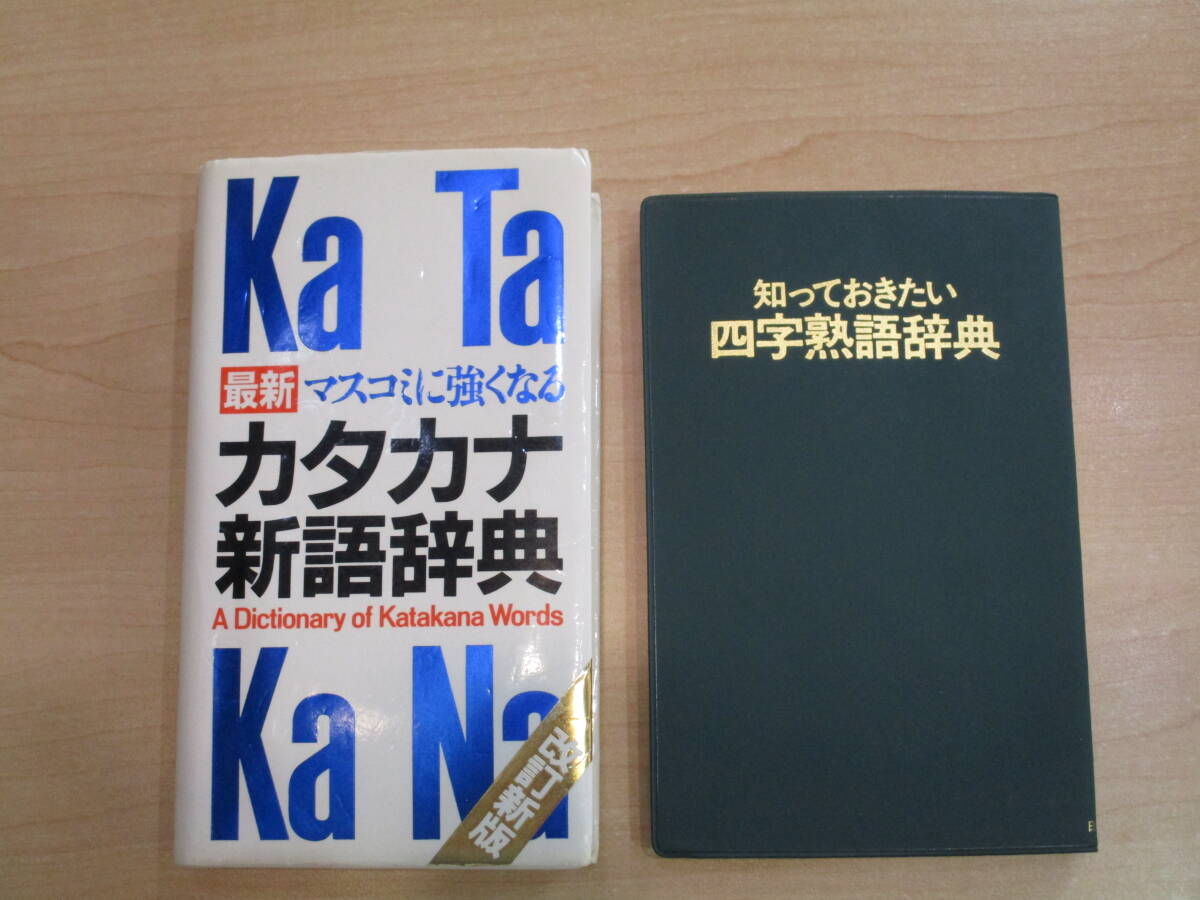 Ka Ta
最新 マスコミに強くなる
カタカナ
新語辞典
A Dictionary of Katakana Words
Ka Na
改訂新版
知っておきたい
四字熟語辞典